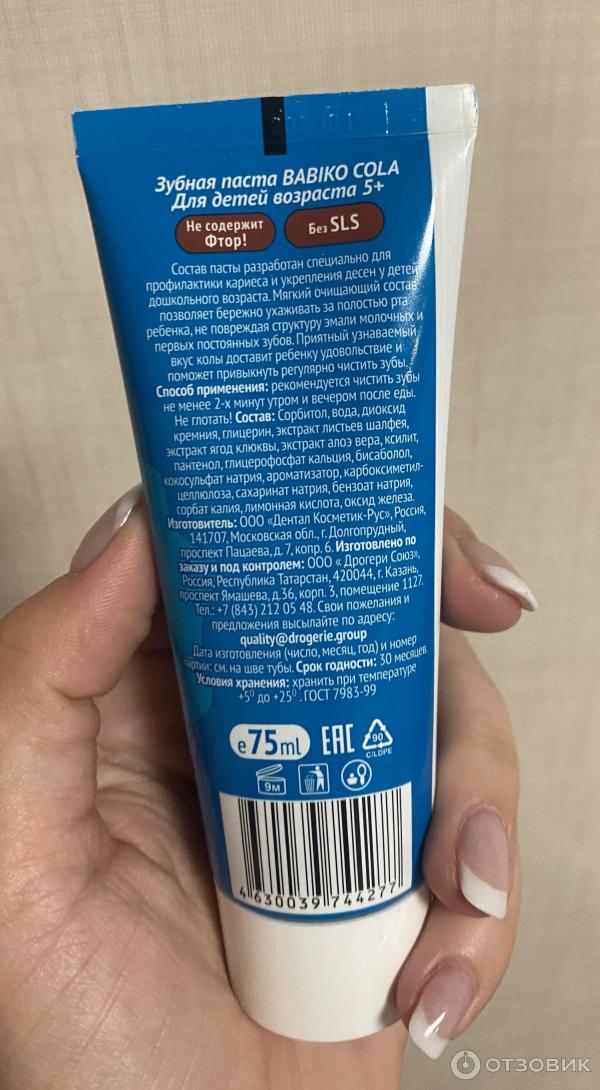 Зубная паста BABIKO COLA
Для детей возраста 5+
Не содержит
Фтор!
Без SLS
Состав пасты разработан специально для
профилактики кариеса и укрепления десен у детей
дошкольного возраста. Мягкий очищающий состав
позволяет бережно ухаживать за полостью рта
ребенка, не повреждая структуру эмали молочных и
первых постоянных зубов. Приятный узнаваемый
вкус колы доставит ребенку удовольствие и
поможет привыкнуть регулярно чистить зубы.
Способ применения: рекомендуется чистить зубы
не менее 2-х минут утром и вечером после еды.
Не глотать! Состав: Сорбитол, вода, диоксид
кремния, глицерин, экстракт листьев шалфея,
экстракт ягод клюквы, экстракт алоэ вера, ксилит,
пантенол, глицерофосфат кальция, бисаболол,
кокосульфат натрия, ароматизатор, карбоксиметил-
целлюлоза, сахаринат натрия, бензоат натрия,
сорбат калия, лимонная кислота, оксид железа.
Изготовитель: ООО «Дентал Косметик-Рус», Россия,
141707, Московская обл., г. Долгопрудный,
проспект Пацаева, д. 7, копр. 6. Изготовлено по
заказу и под контролем: ООО « Дрогери Союз»,
Россия, Республика Татарстан, 420044, г. Казань,
проспект Ямашева, д.36, корп. 3, помещение 1127.
Тел.: +7 (843) 212 05 48. Свои пожелания и
предложения высылайте по адресу:
quality@drogerie.group
Дата изготовления (число, месяц, год) и номер
партии: см. на шве тубы. Срок годности: 30 месяцев.
Условия хранения: хранить при температуре
+5⁰ до +25⁰ . ГОСТ 7983-99
e 75ml
EAC
90
C/LDPE
9м
4 630039 744277
ОТЗОВИК